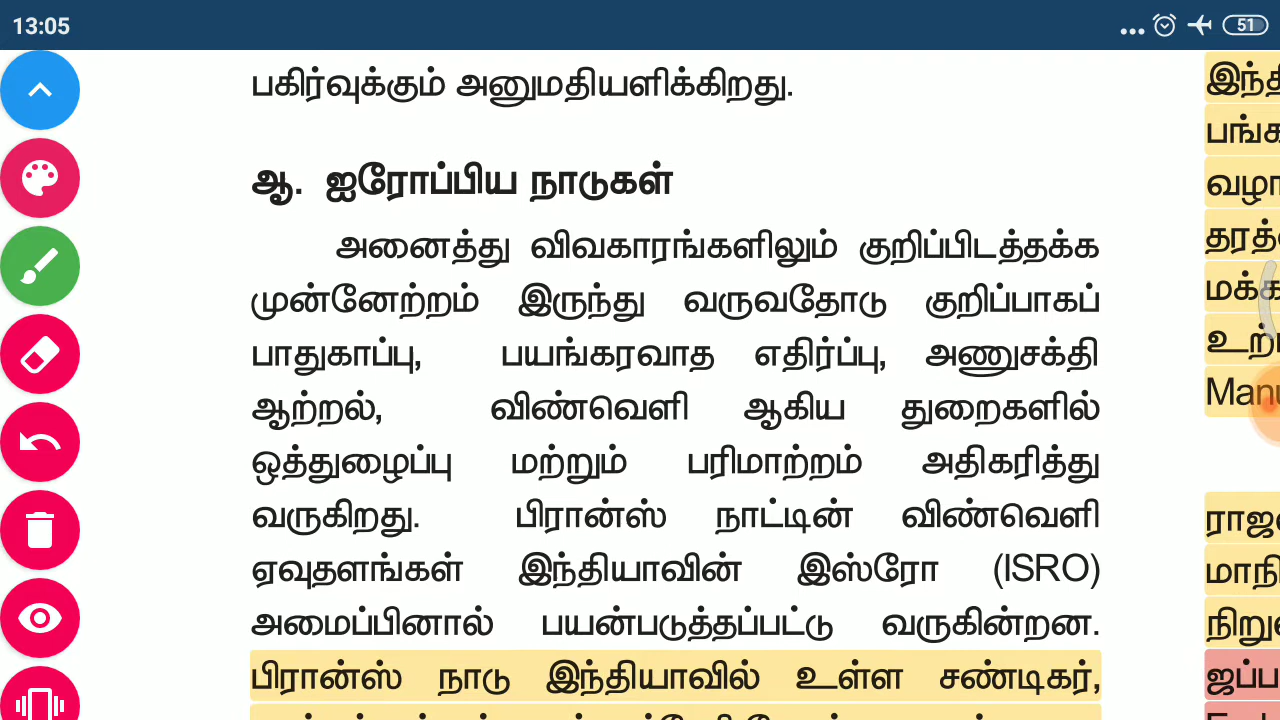 13:05
51
பகிர்வுக்கும் அனுமதியளிக்கிறது.
ஆ. ஐரோப்பிய நாடுகள்
அனைத்து விவகாரங்களிலும் குறிப்பிடத்தக்க
முன்னேற்றம் இருந்து வருவதோடு குறிப்பாகப்
பாதுகாப்பு, பயங்கரவாத எதிர்ப்பு, அணுசக்தி
ஆற்றல், விண்வெளி ஆகிய துறைகளில்
ஒத்துழைப்பு மற்றும் பரிமாற்றம் அதிகரித்து
வருகிறது. பிரான்ஸ் நாட்டின் விண்வெளி
ஏவுதளங்கள் இந்தியாவின் இஸ்ரோ (ISRO)
அமைப்பினால் பயன்படுத்தப்பட்டு வருகின்றன.
பிரான்ஸ் நாடு இந்தியாவில் உள்ள சண்டிகர்,